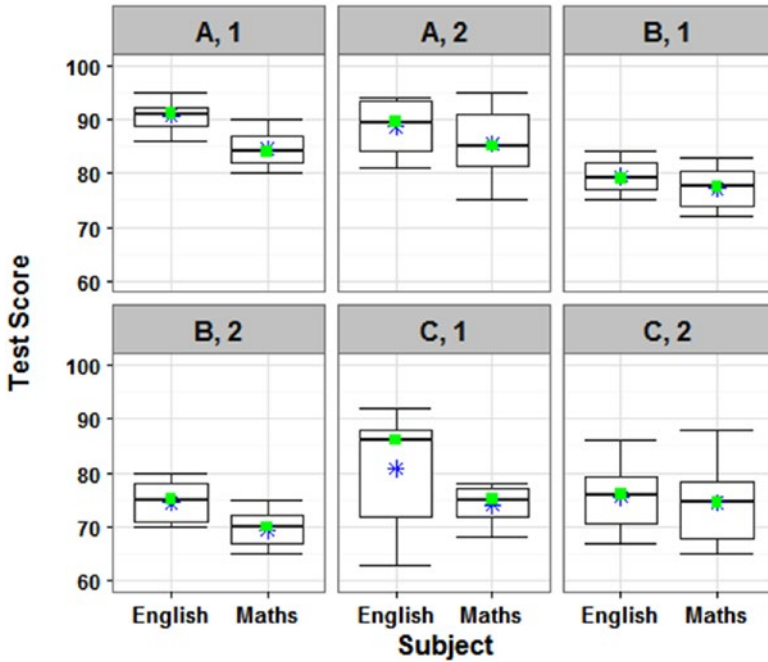 A, 1
A, 2
B, 1
100
90
80
70
60
B, 2
C, 1
C, 2
100
90
80
70
60
English Maths
English Maths
English Maths
Test Score
Subject